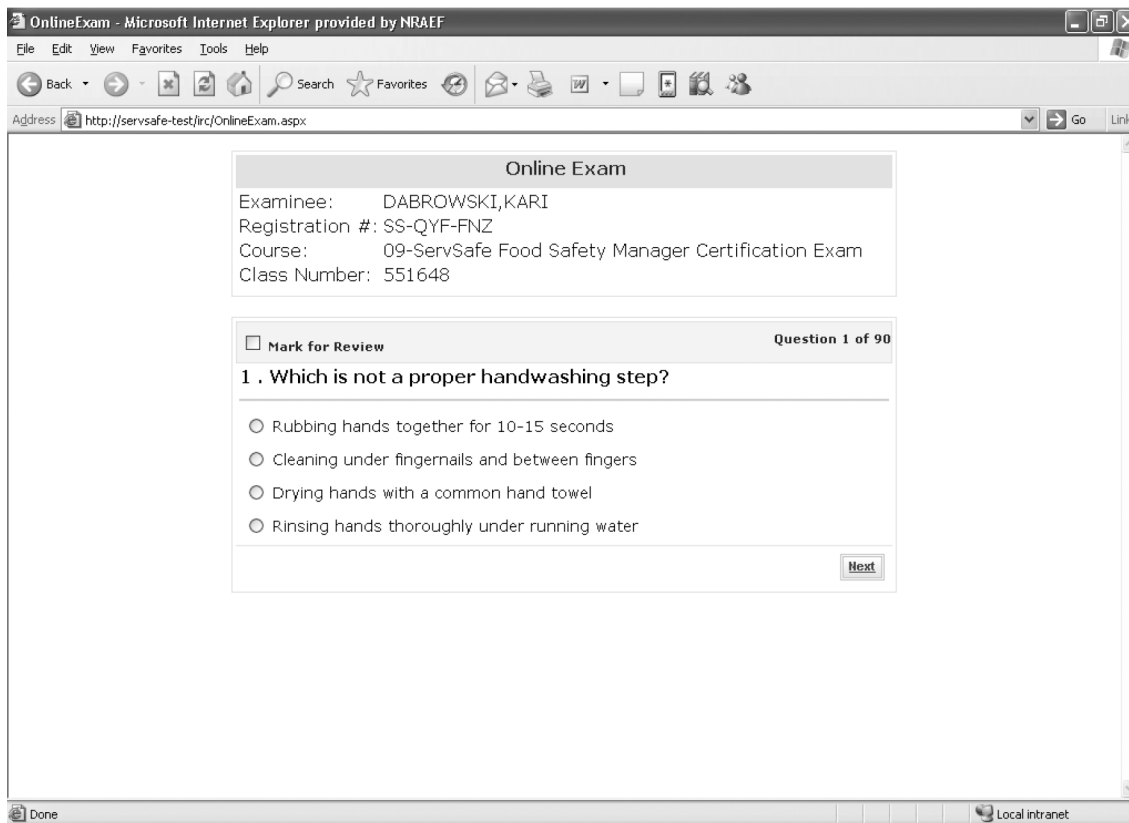 OnlineExam - Microsoft Internet Explorer provided by NRAEF
File Edit View Favorites Tools Help
Back Search Favorites W
Address http://servsafe-test/irc/OnlineExam.aspx Go
Online Exam
Examinee: DABROWSKI,KARI
Registration #: SS-QYF-FNZ
Course: 09-ServSafe Food Safety Manager Certification Exam
Class Number: 551648
Mark for Review Question 1 of 90
1 . Which is not a proper handwashing step?
Rubbing hands together for 10-15 seconds
Cleaning under fingernails and between fingers
Drying hands with a common hand towel
Rinsing hands thoroughly under running water
Next
Done Local intranet